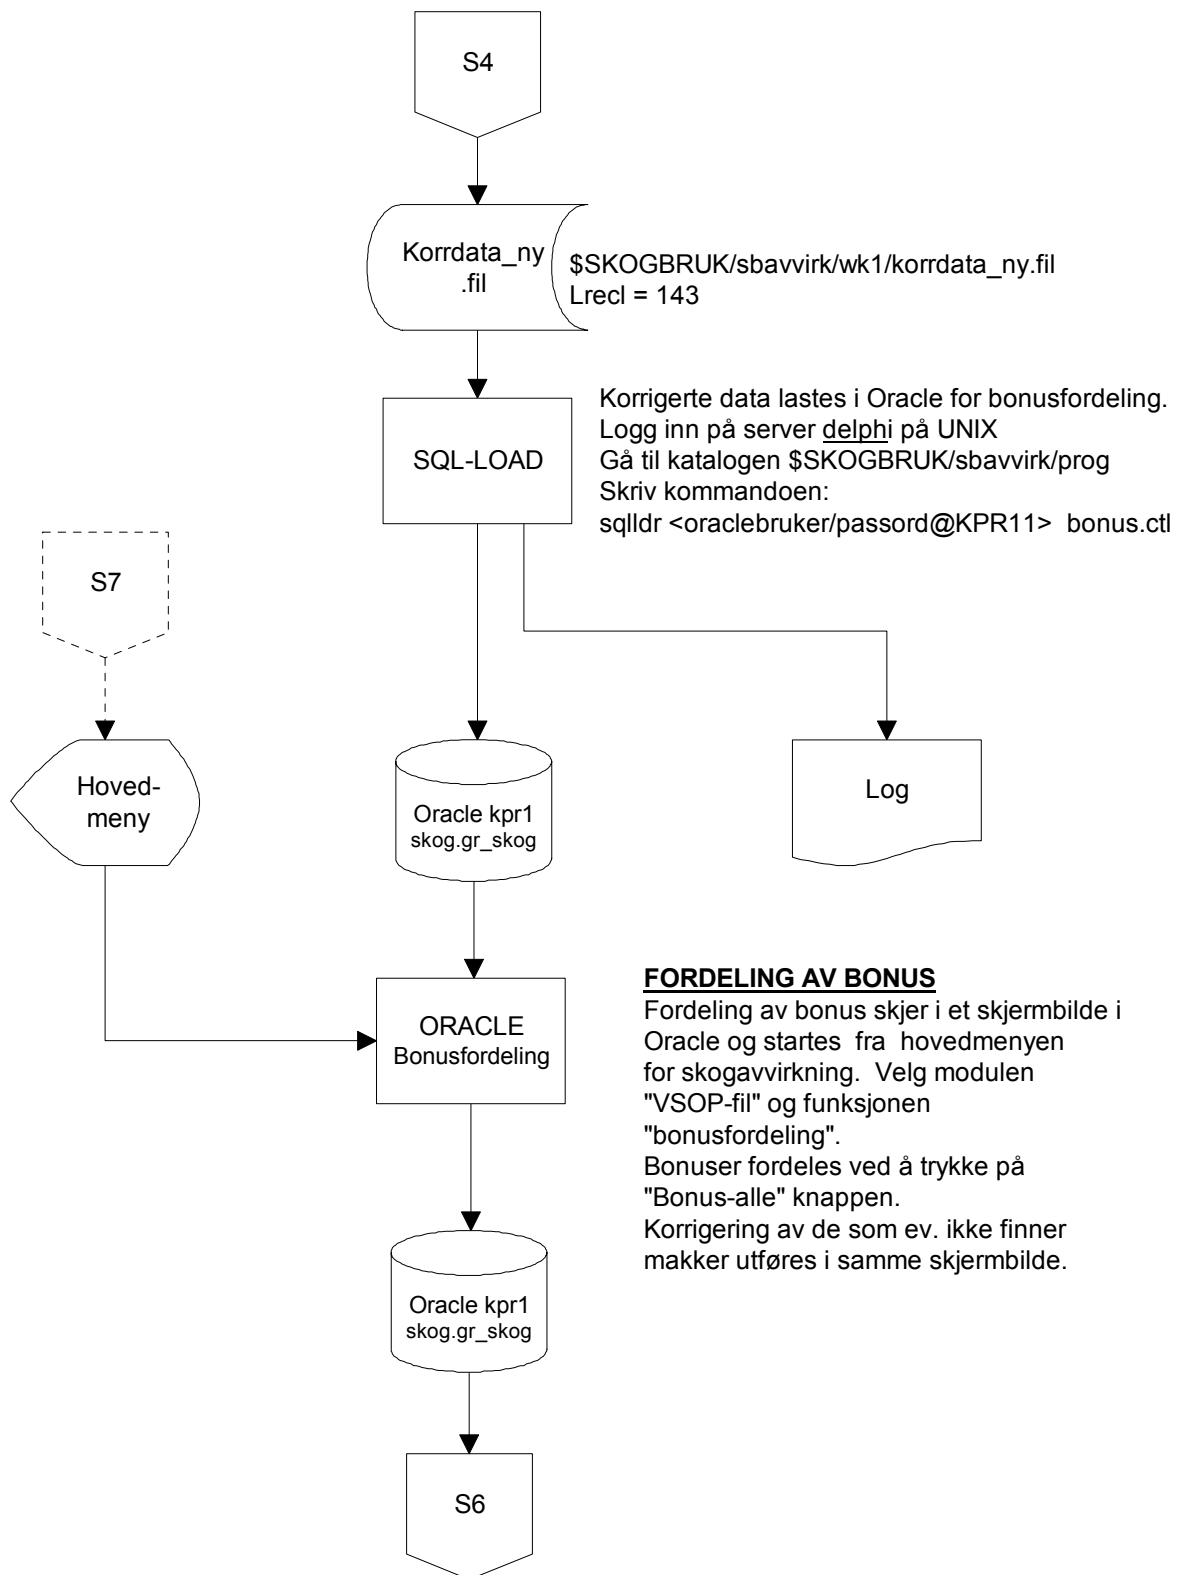 S4
Korrdata_ny
.fil
$SKOGBRUK/sbavvirk/wk1/korrdata_ny.fil
Lrecl = 143
SQL-LOAD
Korrigerte data lastes i Oracle for bonusfordeling.
Logg inn på server delphi på UNIX
Gå til katalogen $SKOGBRUK/sbavvirk/prog
Skriv kommandoen:
sqlldr <oraclebruker/passord@KPR11>  bonus.ctl
S7
Hoved-
meny
Oracle kpr1
skog.gr_skog
Log
ORACLE
Bonusfordeling
FORDELING AV BONUS
Fordeling av bonus skjer i et skjermbilde i
Oracle og startes  fra  hovedmenyen
for skogavvirkning.  Velg modulen
"VSOP-fil" og funksjonen
"bonusfordeling".
Bonuser fordeles ved å trykke på
"Bonus-alle" knappen.
Korrigering av de som ev. ikke finner
makker utføres i samme skjermbilde.
Oracle kpr1
skog.gr_skog
S6